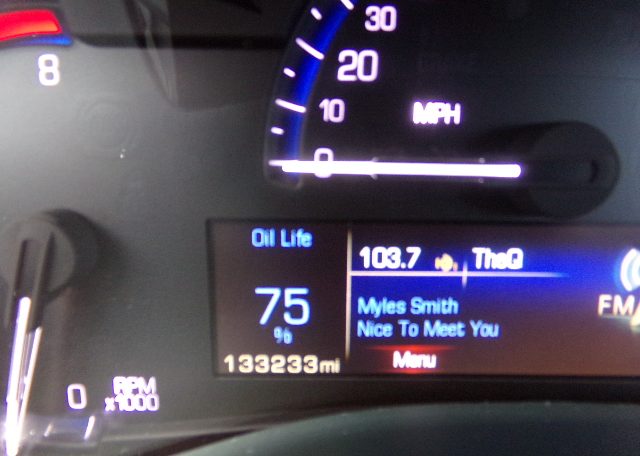 30
8
20
10
MPH
0
Oil Life
103.7 TheQ
75
%
Myles Smith
Nice To Meet You
FM
Menu
133233mi
0
RPM
x1000